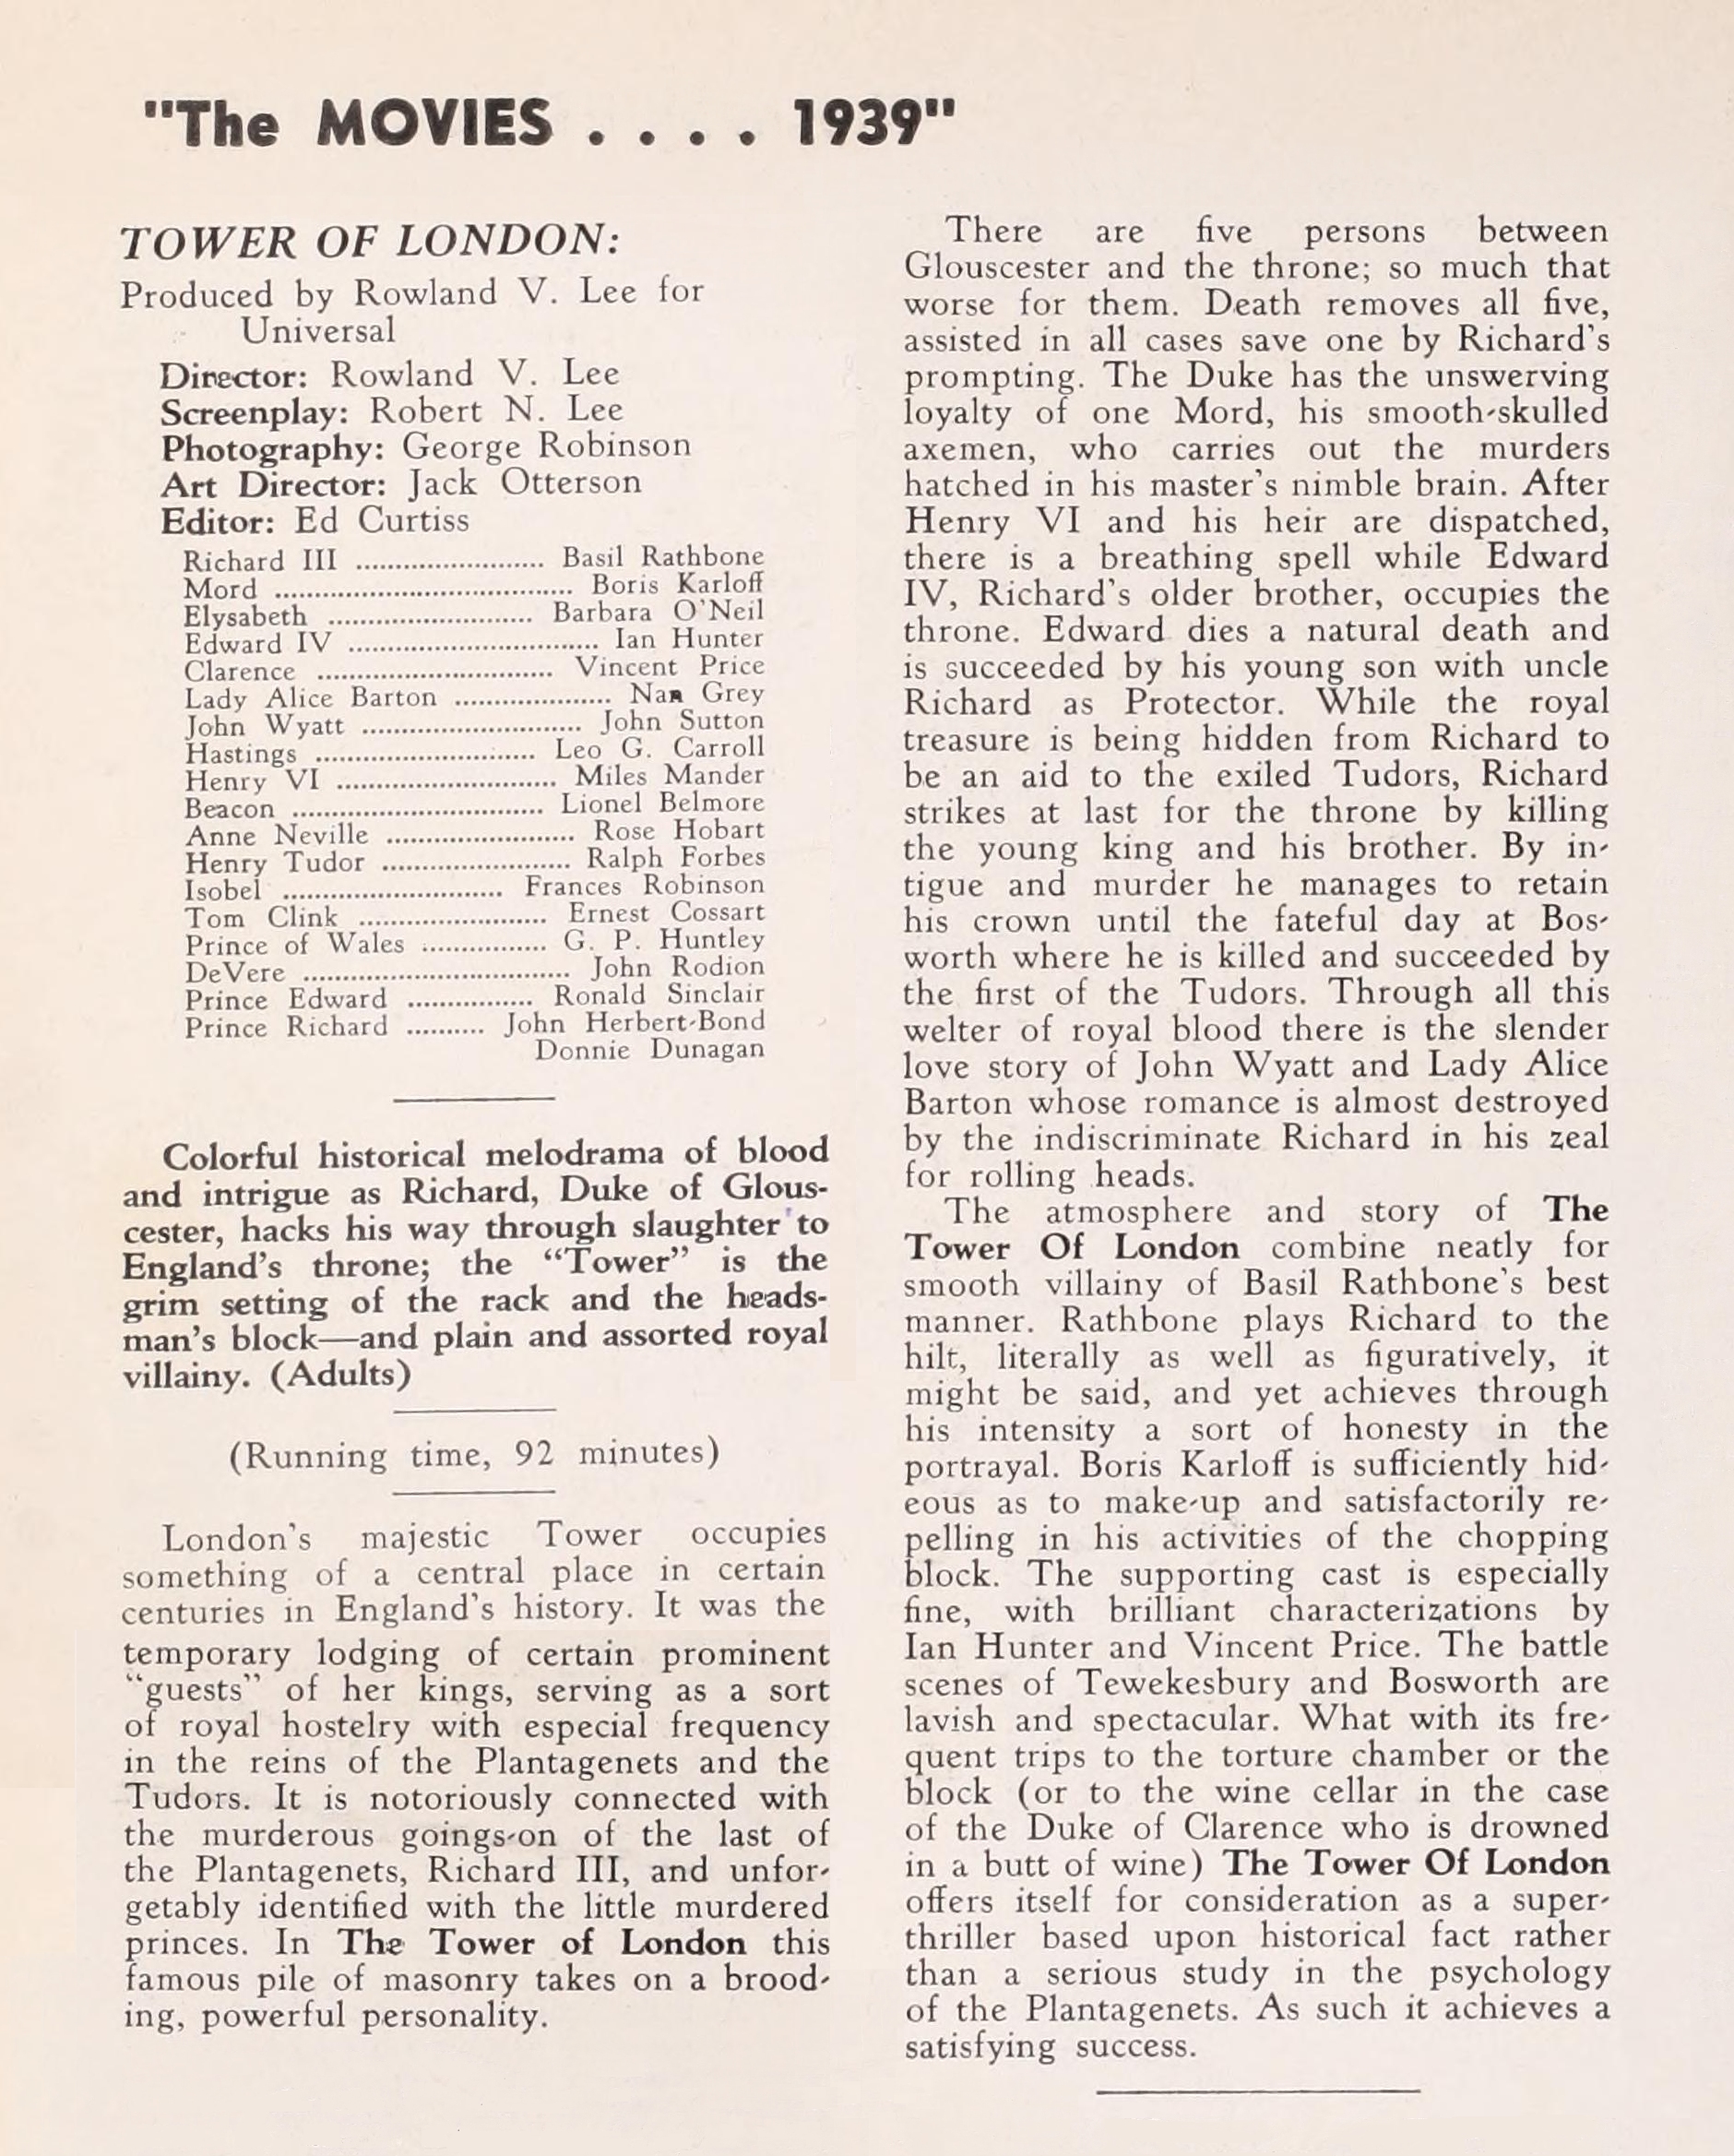 "The MOVIES . . . . 1939"
TOWER OF LONDON:
Produced by Rowland V. Lee for
Universal
Director: Rowland V. Lee
Screenplay: Robert N. Lee
Photography: George Robinson
Art Director: Jack Otterson
Editor: Ed Curtiss
Richard III ........................ Basil Rathbone
Mord ...................................... Boris Karloff
Elysabeth .......................... Barbara O'Neil
Edward IV ................................ Ian Hunter
Clarence .............................. Vincent Price
Lady Alice Barton .................... Nan Grey
John Wyatt ............................ John Sutton
Hastings ............................ Leo G. Carroll
Henry VI ............................ Miles Mander
Beacon ................................ Lionel Belmore
Anne Neville ........................ Rose Hobart
Henry Tudor ........................ Ralph Forbes
Isobel ............................ Frances Robinson
Tom Clink ........................ Ernest Cossart
Prince of Wales ................ G. P. Huntley
DeVere .................................. John Rodion
Prince Edward ................ Ronald Sinclair
Prince Richard .......... John Herbert-Bond
Donnie Dunagan
Colorful historical melodrama of blood
and intrigue as Richard, Duke of Glous-
cester, hacks his way through slaughter to
England's throne; the "Tower" is the
grim setting of the rack and the heads-
man's block—and plain and assorted royal
villainy. (Adults)
(Running time, 92 minutes)
London's majestic Tower occupies
something of a central place in certain
centuries in England's history. It was the
temporary lodging of certain prominent
"guests" of her kings, serving as a sort
of royal hostelry with especial frequency
in the reins of the Plantagenets and the
Tudors. It is notoriously connected with
the murderous goings-on of the last of
the Plantagenets, Richard III, and unfor-
getably identified with the little murdered
princes. In The Tower of London this
famous pile of masonry takes on a brood-
ing, powerful personality.
There are five persons between
Glouscester and the throne; so much that
worse for them. Death removes all five,
assisted in all cases save one by Richard's
prompting. The Duke has the unswerving
loyalty of one Mord, his smooth-skulled
axemen, who carries out the murders
hatched in his master's nimble brain. After
Henry VI and his heir are dispatched,
there is a breathing spell while Edward
IV, Richard's older brother, occupies the
throne. Edward dies a natural death and
is succeeded by his young son with uncle
Richard as Protector. While the royal
treasure is being hidden from Richard to
be an aid to the exiled Tudors, Richard
strikes at last for the throne by killing
the young king and his brother. By in-
tigue and murder he manages to retain
his crown until the fateful day at Bos-
worth where he is killed and succeeded by
the first of the Tudors. Through all this
welter of royal blood there is the slender
love story of John Wyatt and Lady Alice
Barton whose romance is almost destroyed
by the indiscriminate Richard in his zeal
for rolling heads.
The atmosphere and story of The
Tower Of London combine neatly for
smooth villainy of Basil Rathbone's best
manner. Rathbone plays Richard to the
hilt, literally as well as figuratively, it
might be said, and yet achieves through
his intensity a sort of honesty in the
portrayal. Boris Karloff is sufficiently hid-
eous as to make-up and satisfactorily re-
pelling in his activities of the chopping
block. The supporting cast is especially
fine, with brilliant characterizations by
Ian Hunter and Vincent Price. The battle
scenes of Tewekesbury and Bosworth are
lavish and spectacular. What with its fre-
quent trips to the torture chamber or the
block (or to the wine cellar in the case
of the Duke of Clarence who is drowned
in a butt of wine) The Tower Of London
offers itself for consideration as a super-
thriller based upon historical fact rather
than a serious study in the psychology
of the Plantagenets. As such it achieves a
satisfying success.